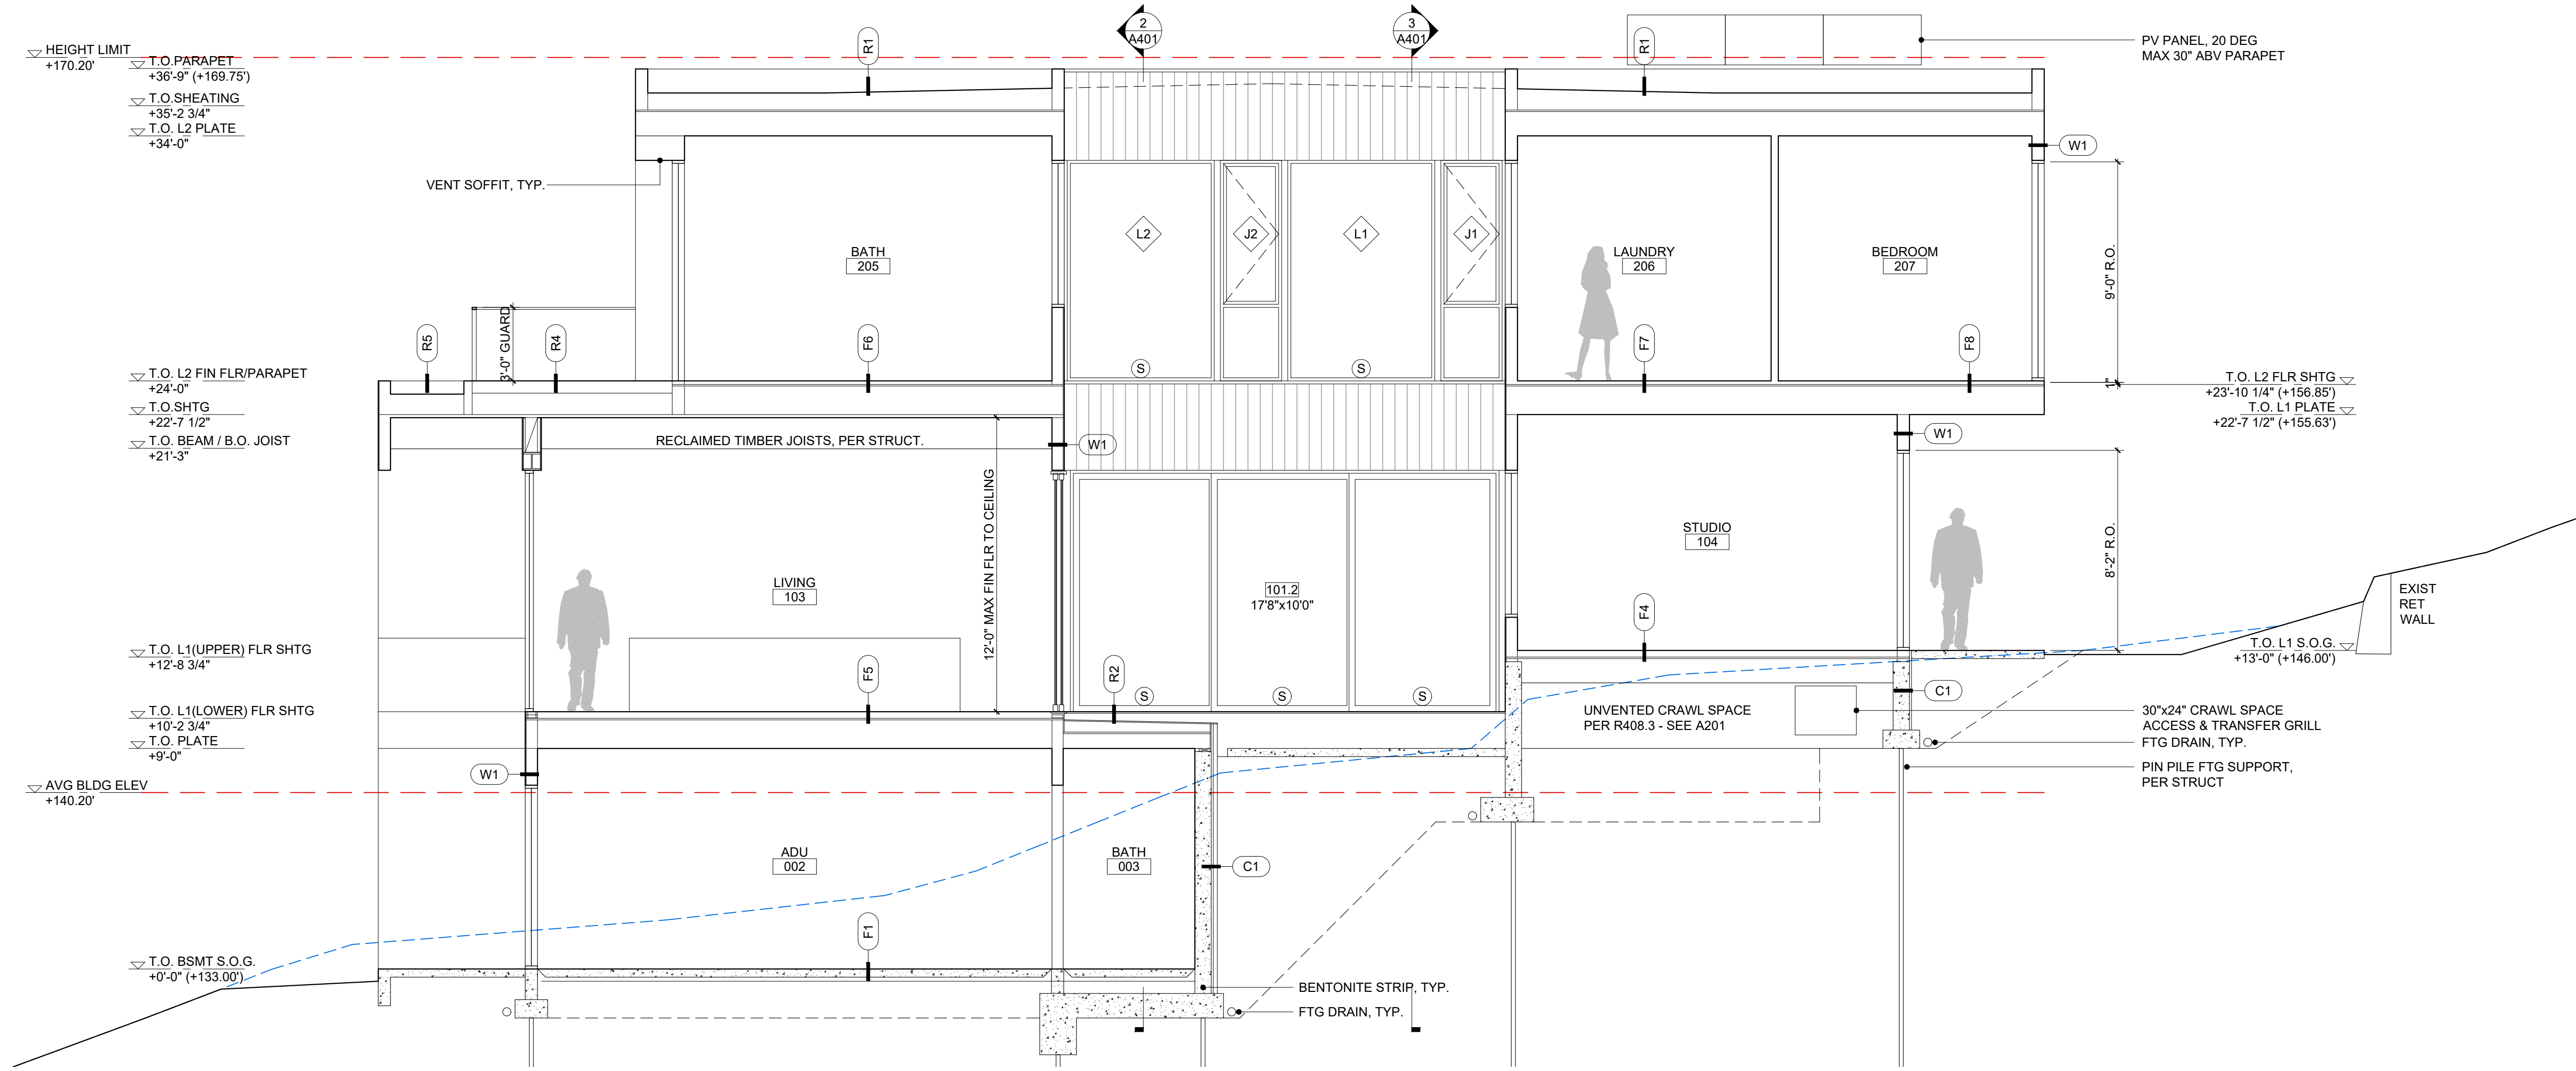 2
A401
3
A401
HEIGHT LIMIT
+170.20'
T.O.PARAPET
+36'-9" (+169.75')
T.O.SHEATING
+35'-2 3/4"
T.O. L2 PLATE
+34'-0"
R1
R1
PV PANEL, 20 DEG
MAX 30" ABV PARAPET
W1
VENT SOFFIT, TYP.
L2
J2
L1
J1
BATH
205
LAUNDRY
206
BEDROOM
207
9'-0" R.O.
R5
3'-0" GUARD
R4
F6
S
S
F7
F8
1"
T.O. L2 FIN FLR/PARAPET
+24'-0"
T.O.SHTG
+22'-7 1/2"
T.O. BEAM / B.O. JOIST
+21'-3"
T.O. L2 FLR SHTG
+23'-10 1/4" (+156.85')
T.O. L1 PLATE
+22'-7 1/2" (+155.63')
RECLAIMED TIMBER JOISTS, PER STRUCT.
W1
W1
12'-0" MAX FIN FLR TO CEILING
STUDIO
104
8'-2" R.O.
LIVING
103
101.2
17'8"x10'0"
F4
EXIST
RET
WALL
T.O. L1(UPPER) FLR SHTG
+12'-8 3/4"
T.O. L1 S.O.G.
+13'-0" (+146.00')
F5
R2
S
S
S
C1
T.O. L1(LOWER) FLR SHTG
+10'-2 3/4"
T.O. PLATE
+9'-0"
UNVENTED CRAWL SPACE
PER R408.3 - SEE A201
30"x24" CRAWL SPACE
ACCESS & TRANSFER GRILL
FTG DRAIN, TYP.
PIN PILE FTG SUPPORT,
PER STRUCT
W1
AVG BLDG ELEV
+140.20'
ADU
002
BATH
003
C1
F1
T.O. BSMT S.O.G.
+0'-0" (+133.00')
BENTONITE STRIP, TYP.
FTG DRAIN, TYP.